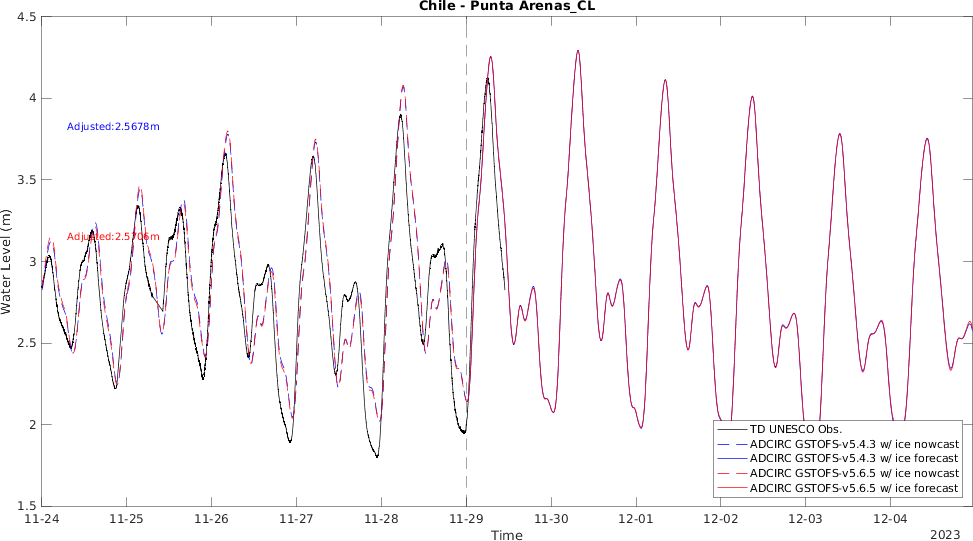 Chile - Punta Arenas_CL
4.5
4
3.5
3
2.5
2
1.5
Water Level (m)
Adjusted:2.5678m
Adjusted:2.5706m
TD UNESCO Obs.
ADCIRC GSTOFS-v5.4.3 w/ ice nowcast
ADCIRC GSTOFS-v5.4.3 w/ ice forecast
ADCIRC GSTOFS-v5.6.5 w/ ice nowcast
ADCIRC GSTOFS-v5.6.5 w/ ice forecast
11-24 11-25 11-26 11-27 11-28 11-29 11-30 12-01 12-02 12-03 12-04
Time
2023